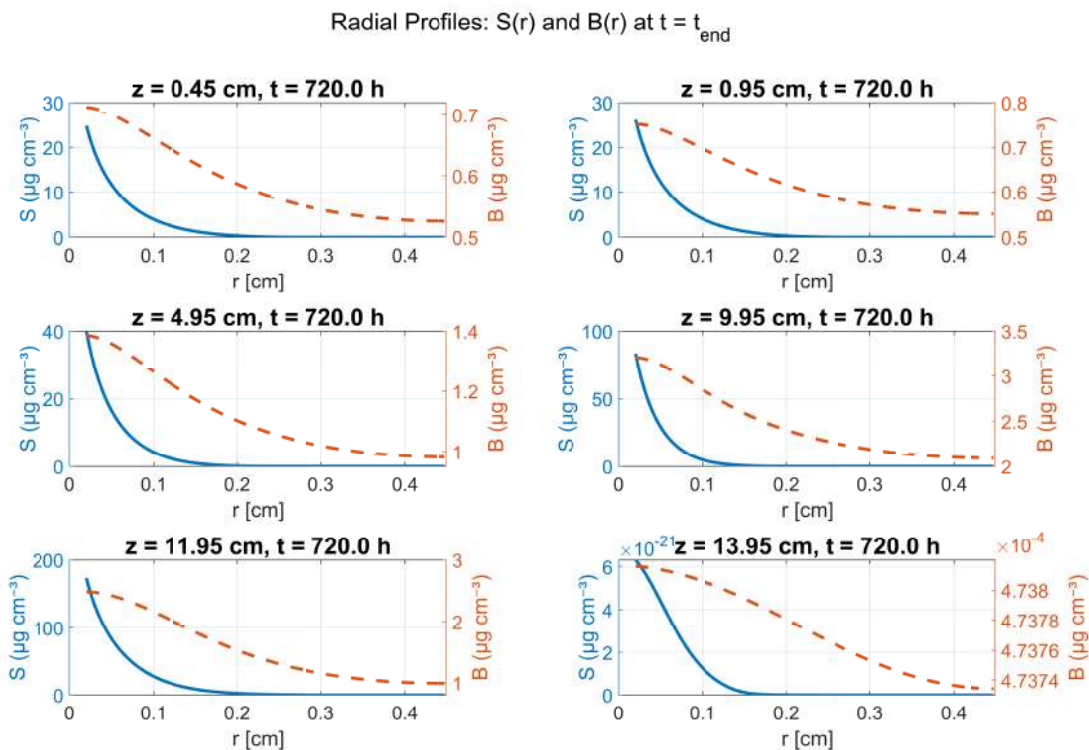 Radial Profiles: S(r) and B(r) at t = t_end
z = 0.45 cm, t = 720.0 h
30
20
10
0
S (µg cm⁻³)
0.7
0.6
0.5
B (µg cm⁻³)
0 0.1 0.2 0.3 0.4
r [cm]
z = 0.95 cm, t = 720.0 h
30
20
10
0
S (µg cm⁻³)
0.8
0.7
0.6
0.5
B (µg cm⁻³)
0 0.1 0.2 0.3 0.4
r [cm]
z = 4.95 cm, t = 720.0 h
40
20
0
S (µg cm⁻³)
1.4
1.2
1
B (µg cm⁻³)
0 0.1 0.2 0.3 0.4
r [cm]
z = 9.95 cm, t = 720.0 h
100
50
0
S (µg cm⁻³)
3.5
3
2.5
2
B (µg cm⁻³)
0 0.1 0.2 0.3 0.4
r [cm]
z = 11.95 cm, t = 720.0 h
200
100
0
S (µg cm⁻³)
3
2
1
B (µg cm⁻³)
0 0.1 0.2 0.3 0.4
r [cm]
×10⁻²¹
z = 13.95 cm, t = 720.0 h
×10⁻⁴
6
4
2
0
S (µg cm⁻³)
4.738
4.7378
4.7376
4.7374
B (µg cm⁻³)
0 0.1 0.2 0.3 0.4
r [cm]